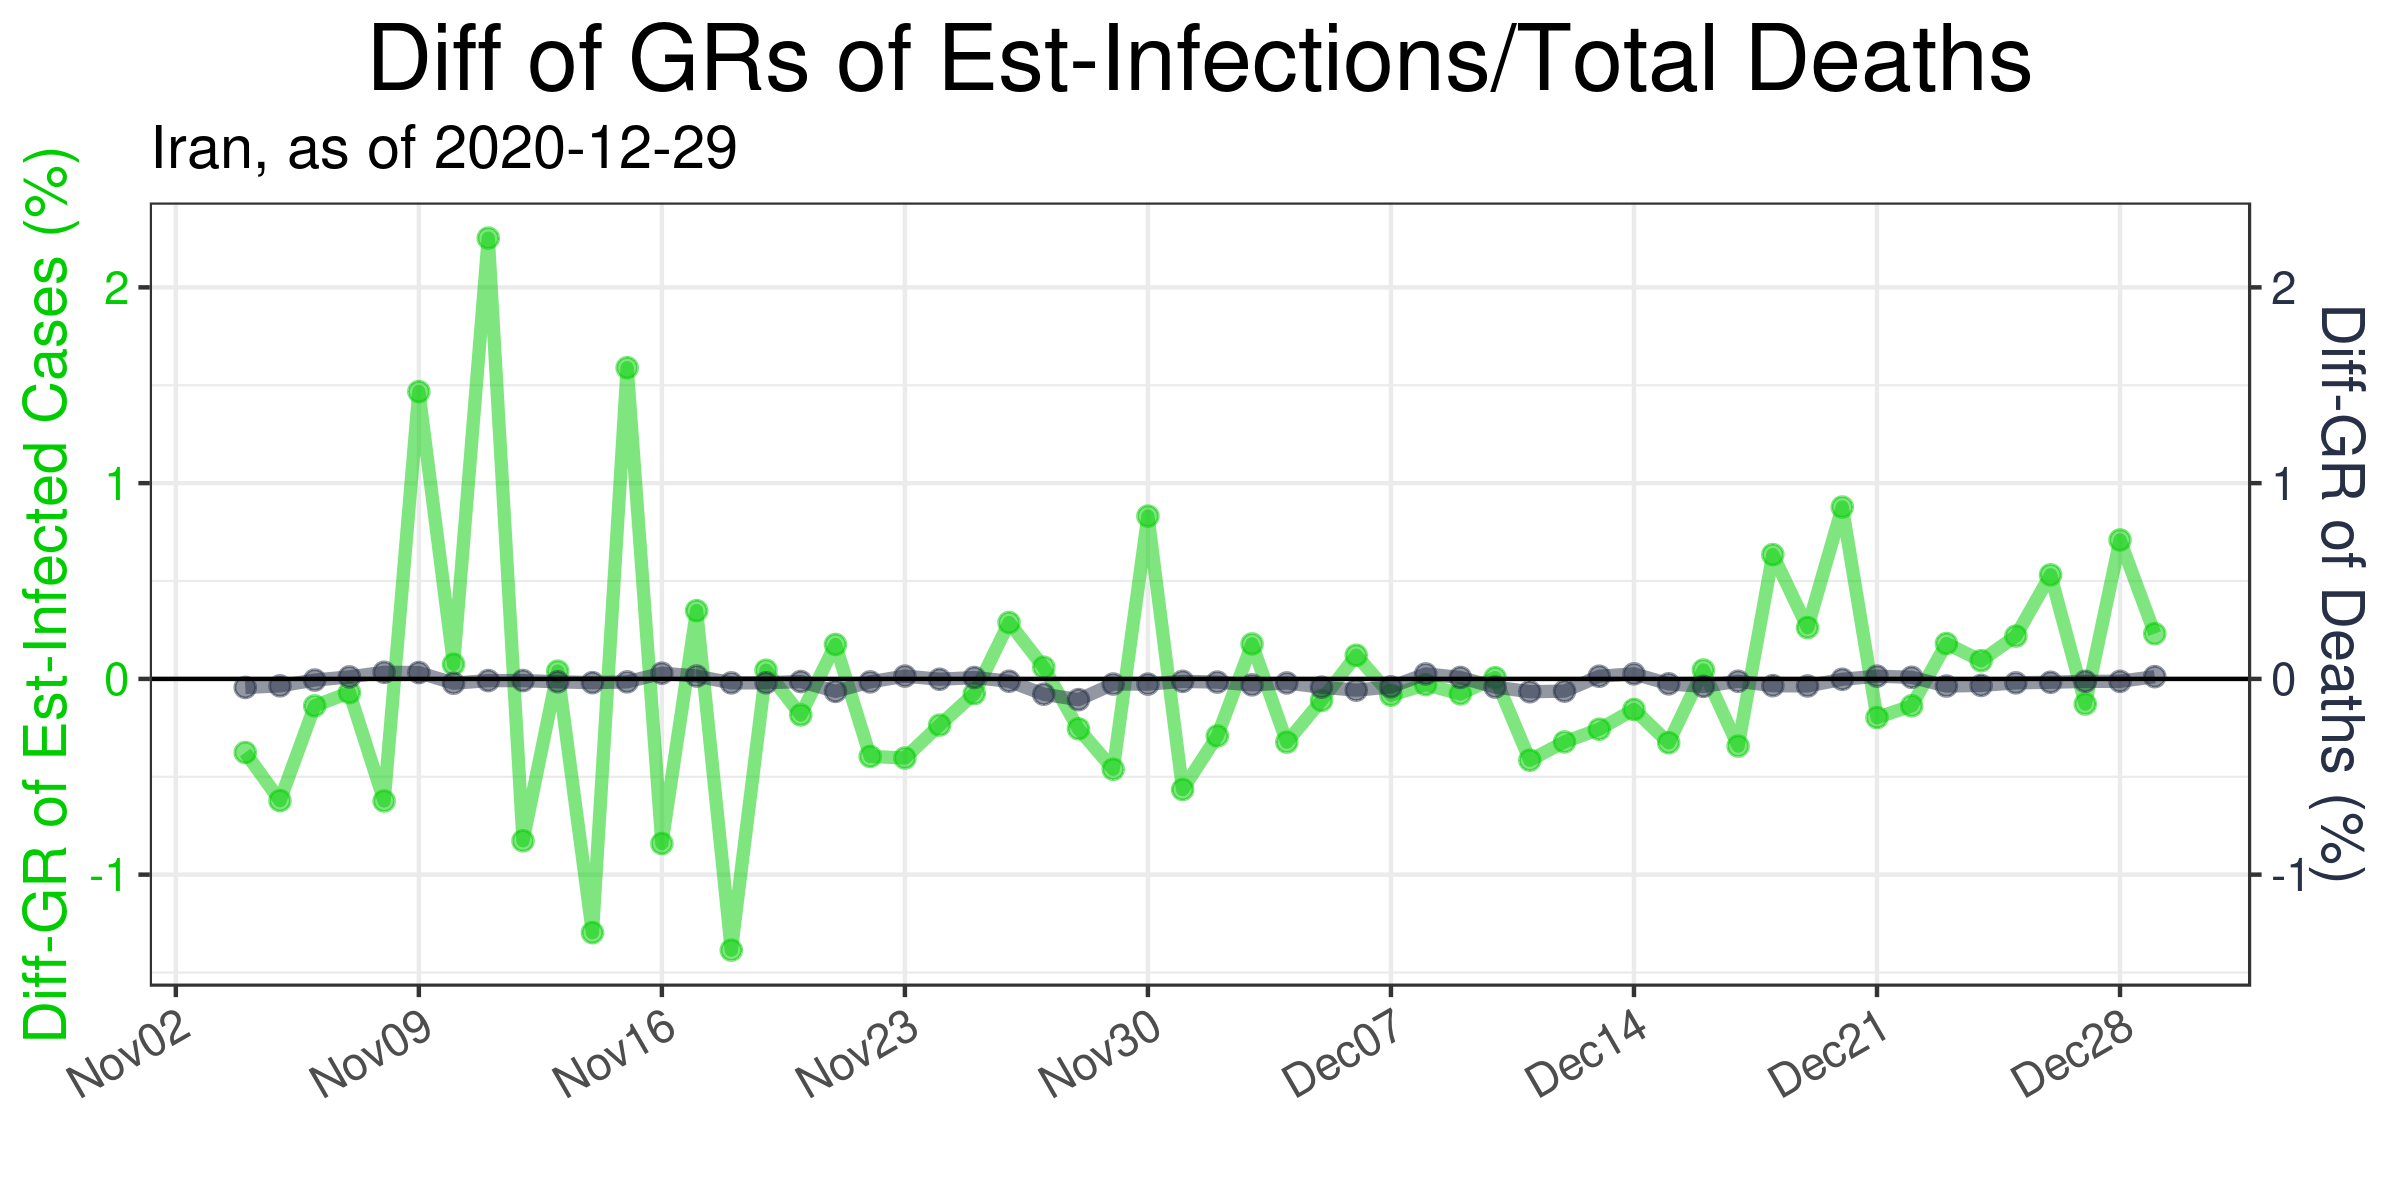 Diff of GRs of Est-Infections/Total Deaths
Iran, as of 2020-12-29
Diff-GR of Est-Infected Cases (%)
2
1
0
-1
2
1
0
-1
Diff-GR of Deaths (%)
Nov02
Nov09
Nov16
Nov23
Nov30
Dec07
Dec14
Dec21
Dec28